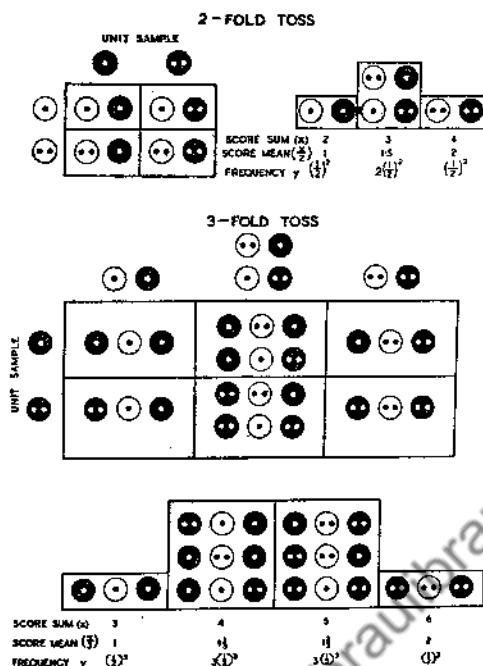 2-FOLD TOSS
UNIT SAMPLE
SCORE SUM (x) 2 3 4
SCORE MEAN (x/2) 1 1·5 2
FREQUENCY y (1/2)² 2(1/2)² (1/2)²
3-FOLD TOSS
UNIT SAMPLE
SCORE SUM (x) 3 4 5 6
SCORE MEAN (x/3) 1 1⅓ 1⅔ 2
FREQUENCY y (1/2)³ 3(1/2)³ 3(1/2)³ (1/2)³